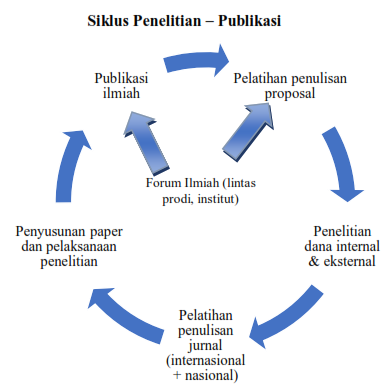 Siklus Penelitian – Publikasi
Publikasi
ilmiah
Pelatihan penulisan
proposal
Forum Ilmiah (lintas
prodi, institut)
Penyusunan paper
dan pelaksanaan
penelitian
Penelitian
dana internal
& eksternal
Pelatihan
penulisan
jurnal
(internasional
+ nasional)